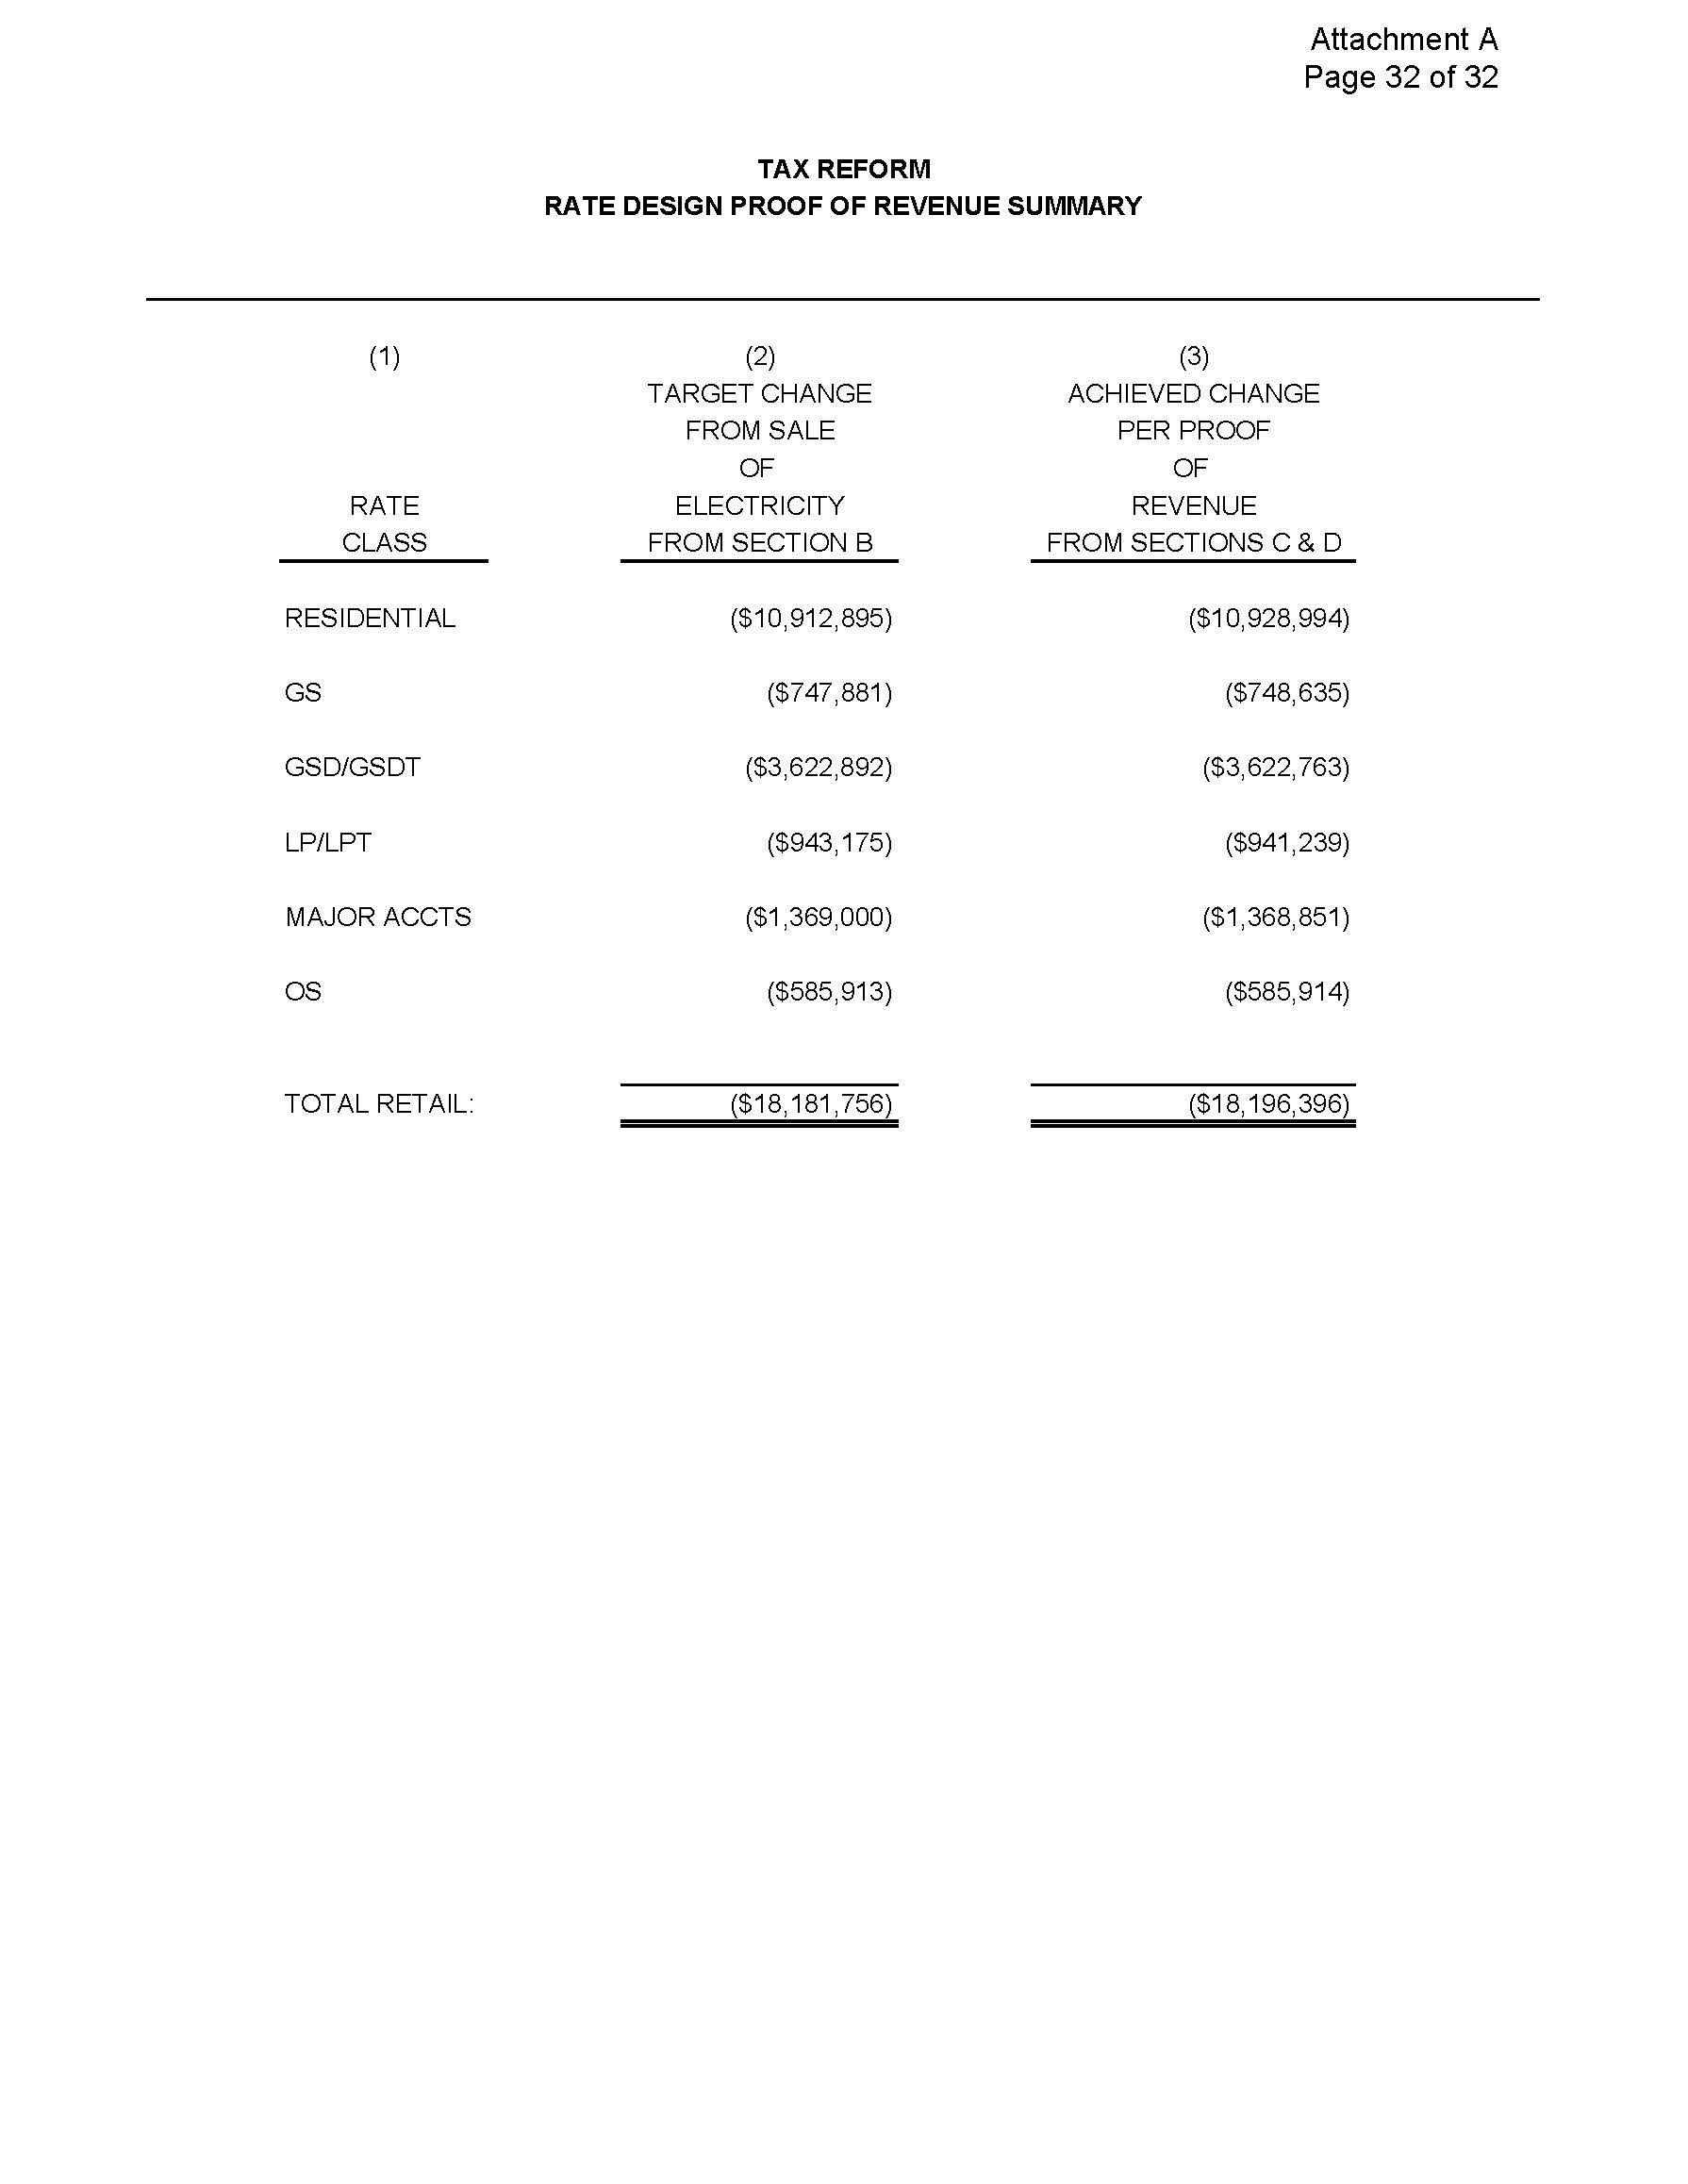 Attachment A
Page 32 of 32
TAX REFORM
RATE DESIGN PROOF OF REVENUE SUMMARY
(1) (2) (3)
TARGET CHANGE ACHIEVED CHANGE
FROM SALE PER PROOF
OF OF
RATE ELECTRICITY REVENUE
CLASS FROM SECTION B FROM SECTIONS C & D
RESIDENTIAL ($10,912,895) ($10,928,994)
GS ($747,881) ($748,635)
GSD/GSDT ($3,622,892) ($3,622,763)
LP/LPT ($943,175) ($941,239)
MAJOR ACCTS ($1,369,000) ($1,368,851)
OS ($585,913) ($585,914)
TOTAL RETAIL: ($18,181,756) ($18,196,396)